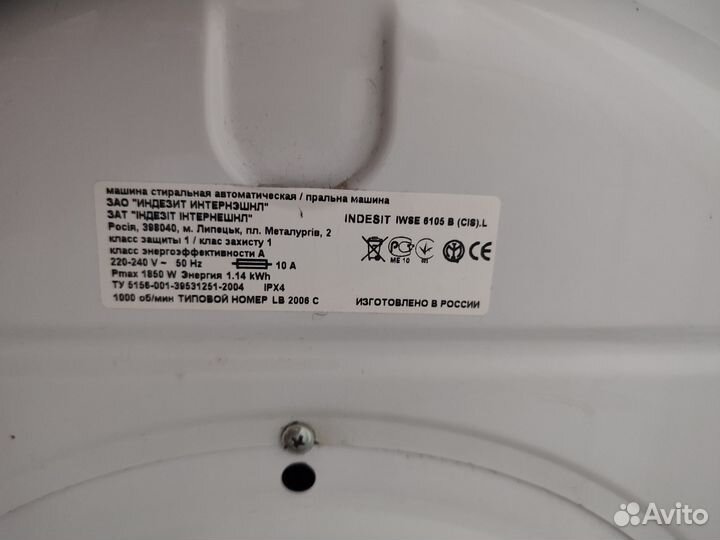 машина стиральная автоматическая / пральна машина
ЗАО "ИНДЕЗИТ ИНТЕРНЭШНЛ"
ЗАТ "ІНДЕЗІТ ІНТЕРНЕШНЛ"
Росія, 398040, м. Липецьк, пл. Металургів, 2
класс защиты 1 / клас захисту 1
класс энергоэффективности А
220-240 V ~ 50 Hz 10 A
Pmax 1850 W Энергия 1.14 kWh
ТУ 5156-001-39531251-2004 IPX4
1000 об/мин ТИПОВОЙ НОМЕР LB 2006 C
INDESIT IWSE 6105 B (CIS).L
ME 10
ИЗГОТОВЛЕНО В РОССИИ
Avito